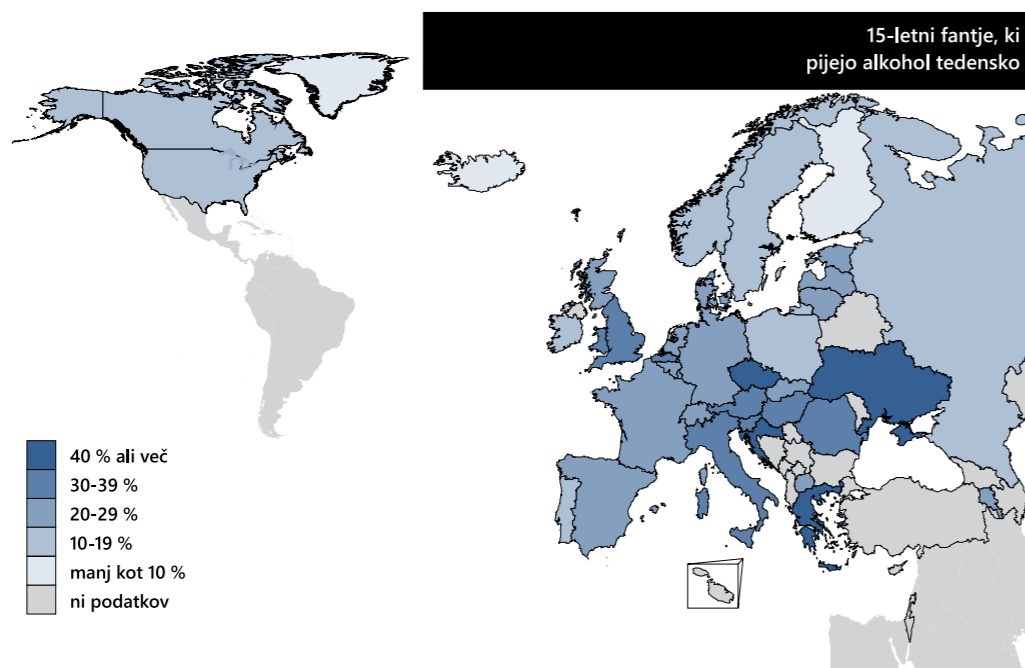 15-letni fantje, ki
pijejo alkohol tedensko
40 % ali več
30-39 %
20-29 %
10-19 %
manj kot 10 %
ni podatkov